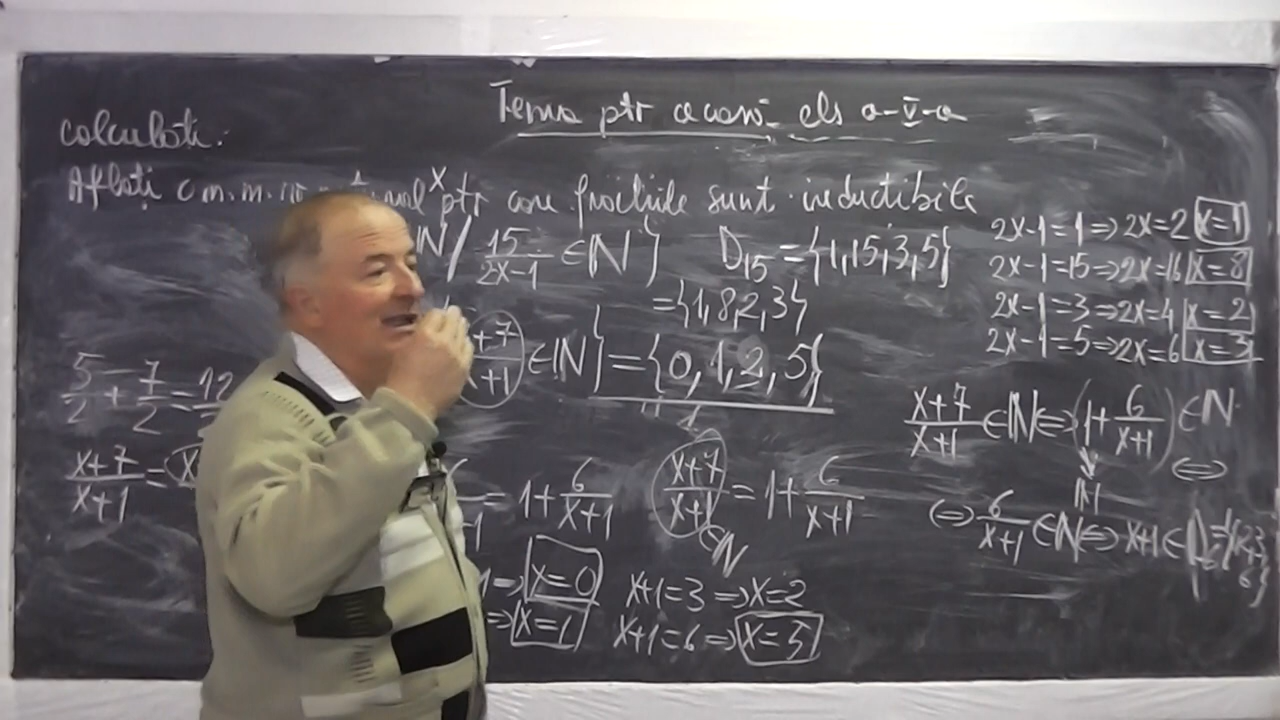 Tema ptr acasă cls a-V-a
Calculați:
Aflați c m.m. natural x ptr care fracțiile sunt ireductibile
N / 15/(2x-1) ∈ N } D₁₅ = {1,15,3,5}
= {1,8,2,3}
+7/+1 ∈ N } = {0,1,2,5}
5/2 + 7/2 = 12
x+7/x+1 =
= 1 + 6/(x+1)
(x+7)/(x+1) = 1 + 6/(x+1)
∈N
⇒ x=0
⇒ x=1
x+1=3 ⇒ x=2
x+1=6 ⇒ x=5
2x-1=1 ⇒ 2x=2 x=1
2x-1=15 ⇒ 2x=16 x=8
2x-1=3 ⇒ 2x=4 x=2
2x-1=5 ⇒ 2x=6 x=3
(x+7)/(x+1) ∈ N ⇔ (1 + 6/(x+1)) ∈ N
⇔
N
⇔ 6/(x+1) ∈ N ⇔ x+1 ∈